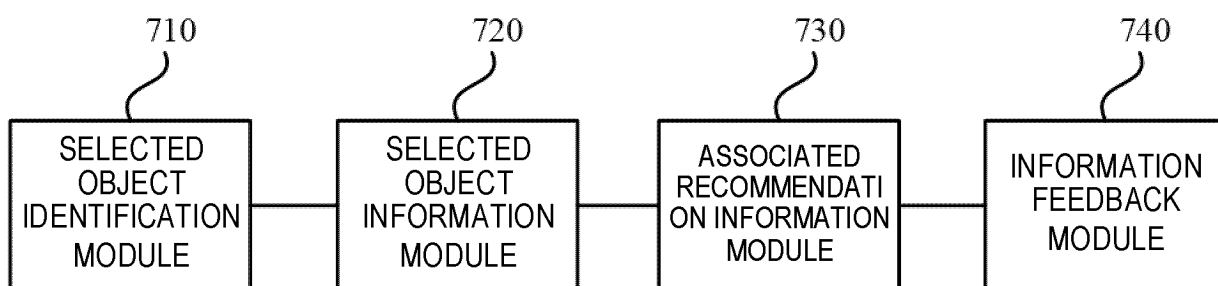 710
720
730
740
SELECTED
OBJECT
IDENTIFICATION
MODULE
SELECTED
OBJECT
INFORMATION
MODULE
ASSOCIATED
RECOMMENDATI
ON INFORMATION
MODULE
INFORMATION
FEEDBACK
MODULE